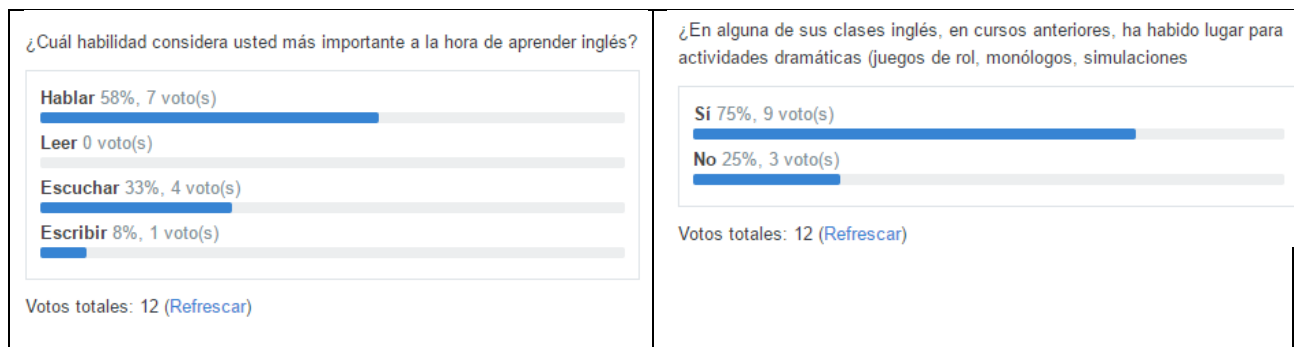 ¿Cuál habilidad considera usted más importante a la hora de aprender inglés?
Hablar 58%, 7 voto(s)
Leer 0 voto(s)
Escuchar 33%, 4 voto(s)
Escribir 8%, 1 voto(s)
Votos totales: 12 (Refrescar)
¿En alguna de sus clases inglés, en cursos anteriores, ha habido lugar para
actividades dramáticas (juegos de rol, monólogos, simulaciones
Sí 75%, 9 voto(s)
No 25%, 3 voto(s)
Votos totales: 12 (Refrescar)